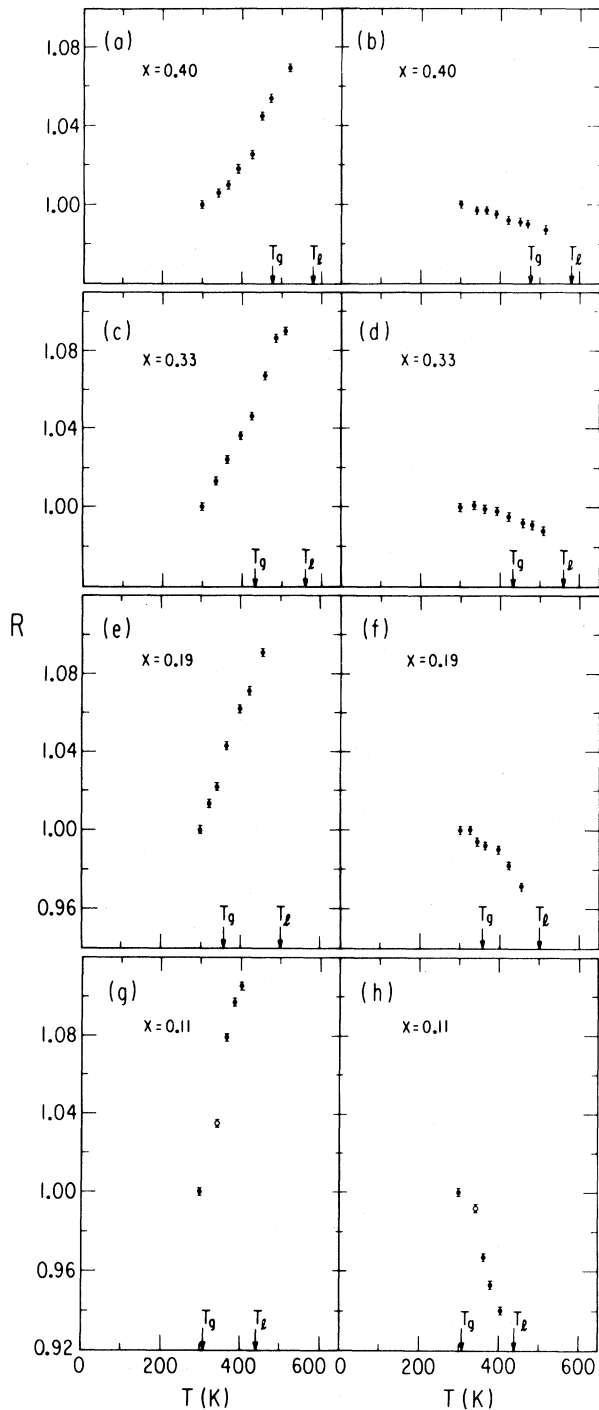 (a)
X = 0.40
1.08
1.04
1.00
Tg
Tℓ
(b)
X = 0.40
Tg
Tℓ
(c)
X = 0.33
1.08
1.04
1.00
Tg
Tℓ
(d)
X = 0.33
Tg
Tℓ
R
(e)
X = 0.19
1.08
1.04
1.00
0.96
Tg
Tℓ
(f)
X = 0.19
Tg
Tℓ
(g)
X = 0.11
1.08
1.04
1.00
0.96
0.92
Tg
Tℓ
(h)
X = 0.11
Tg
Tℓ
0 200 400 600 0 200 400 600
T (K) T (K)